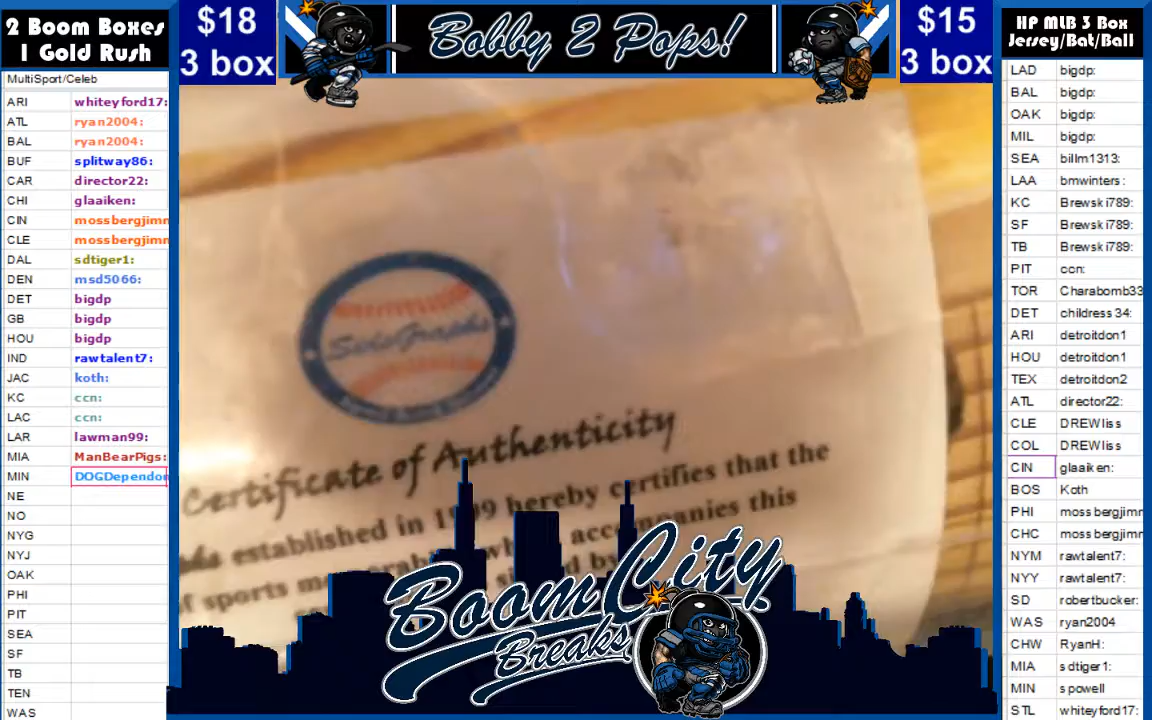 2 Boom Boxes
1 Gold Rush
MultiSport/Celeb
ARI whiteyford17:
ATL ryan2004:
BAL ryan2004:
BUF splitway86:
CAR director22:
CHI glaaiken:
CIN mossbergjimm
CLE mossbergjimm
DAL sdtiger1:
DEN msd5066:
DET bigdp
GB bigdp
HOU bigdp
IND rawtalent7:
JAC koth:
KC ccn:
LAC ccn:
LAR lawman99:
MIA ManBearPigs:
MIN DOGDependon
NE
NO
NYG
NYJ
OAK
PHI
PIT
SEA
SF
TB
TEN
WAS
$18
3 box
Bobby 2 Pops!
$15
3 box
Certificate of Authenticity
established in 1999 hereby certifies that the
accompanies this
of sports
Boom City
Breaks
HP MLB 3 Box
Jersey/Bat/Ball
LAD bigdp:
BAL bigdp:
OAK bigdp:
MIL bigdp:
SEA billm1313:
LAA bmwinters:
KC Brewski789:
SF Brewski789:
TB Brewski789:
PIT ccn:
TOR Charabomb33
DET childress34:
ARI detroitdon1
HOU detroitdon1
TEX detroitdon2
ATL director22:
CLE DREWliss
COL DREWliss
CIN glaaiken:
BOS Koth
PHI mossbergjimm
CHC mossbergjimm
NYM rawtalent7:
NYY rawtalent7:
SD robertbucker:
WAS ryan2004
CHW RyanH:
MIA sdtiger1:
MIN spowell
STL whiteyford17: